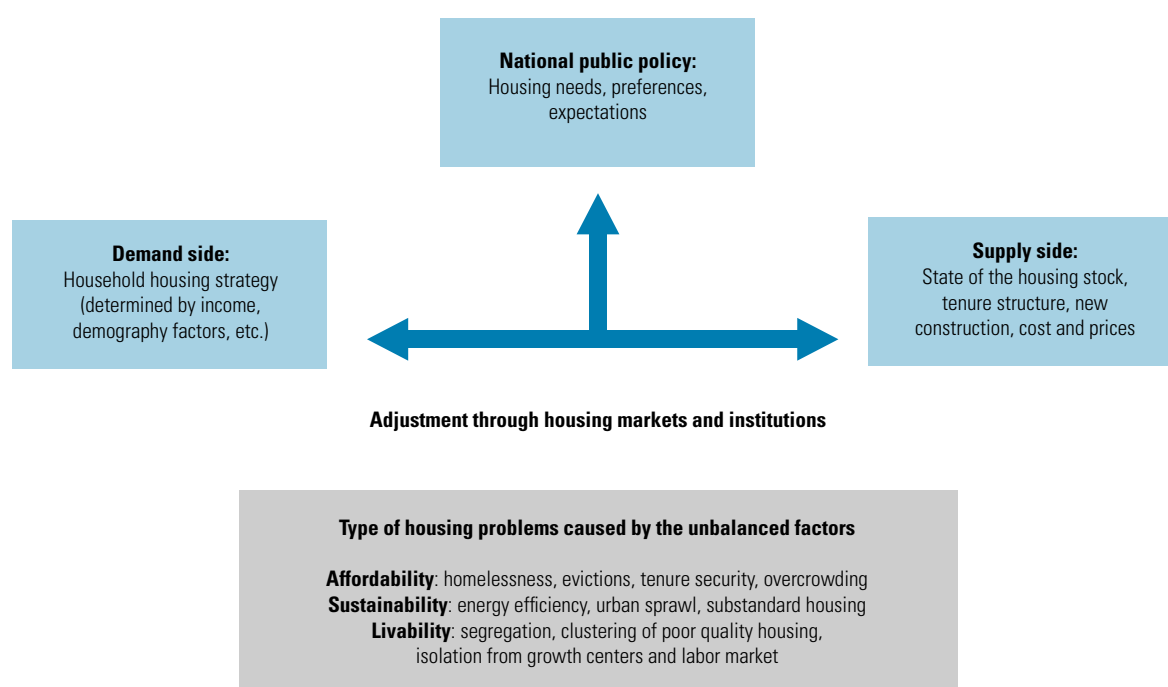 National public policy:
Housing needs, preferences,
expectations
Demand side:
Household housing strategy
(determined by income,
demography factors, etc.)
Supply side:
State of the housing stock,
tenure structure, new
construction, cost and prices
Adjustment through housing markets and institutions
Type of housing problems caused by the unbalanced factors
Affordability: homelessness, evictions, tenure security, overcrowding
Sustainability: energy efficiency, urban sprawl, substandard housing
Livability: segregation, clustering of poor quality housing,
isolation from growth centers and labor market